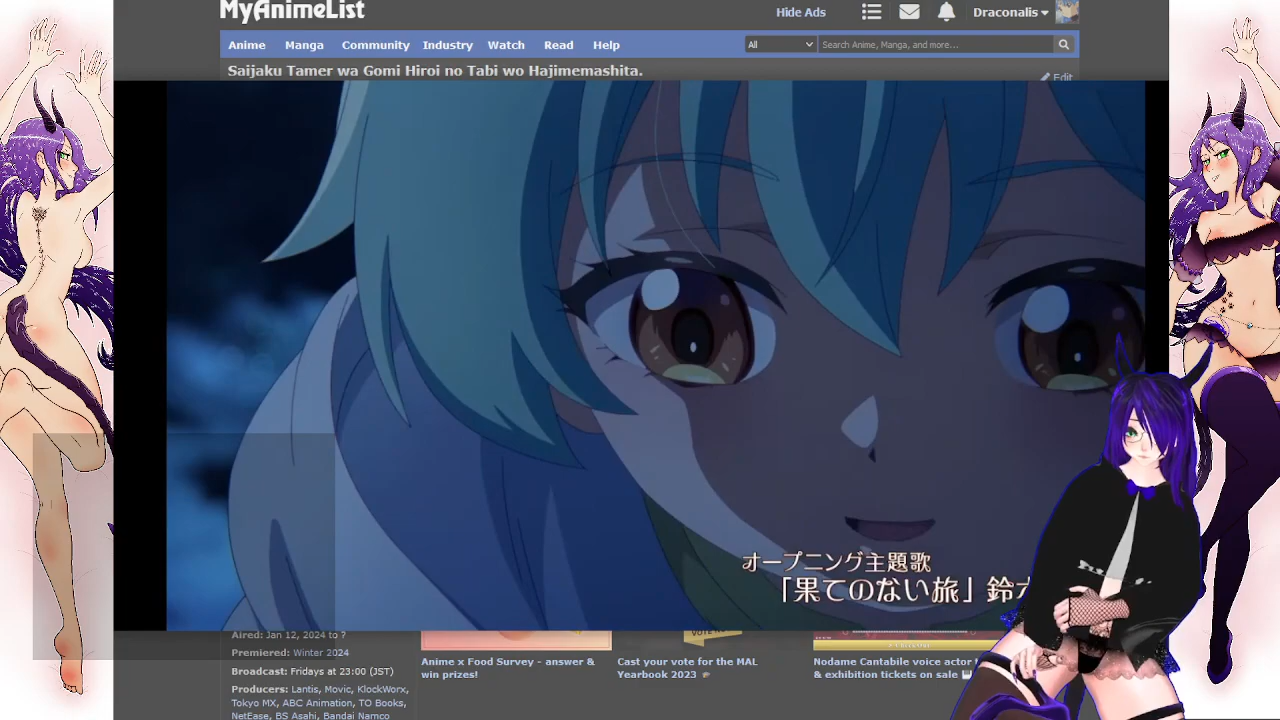 MyAnimeList
Hide Ads
Draconalis
Anime Manga Community Industry Watch Read Help
All
Search Anime, Manga, and more...
Saijaku Tamer wa Gomi Hiroi no Tabi wo Hajimemashita.
Edit
オープニング主題歌
「果てのない旅」鈴
Aired: Jan 12, 2024 to ?
Premiered: Winter 2024
Broadcast: Fridays at 23:00 (JST)
Producers: Lantis, Movic, KlockWorx,
Tokyo MX, ABC Animation, TO Books,
NetEase, BS Asahi, Bandai Namco
VOTE
Anime x Food Survey - answer &
win prizes!
Cast your vote for the MAL
Yearbook 2023
Nodame Cantabile voice actor
& exhibition tickets on sale